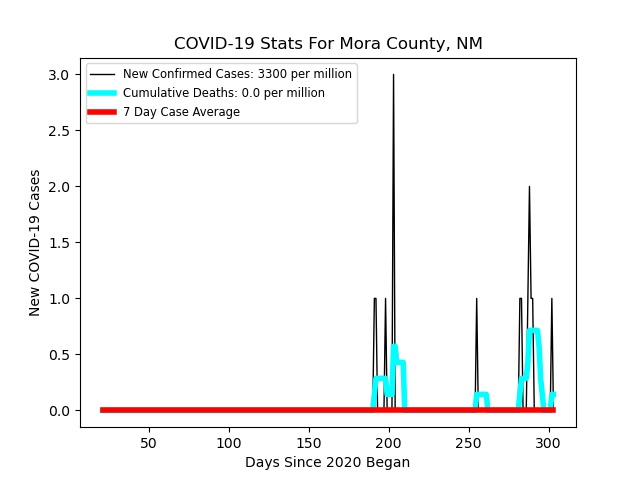 COVID-19 Stats For Mora County, NM
New Confirmed Cases: 3300 per million
Cumulative Deaths: 0.0 per million
7 Day Case Average
New COVID-19 Cases
3.0
2.5
2.0
1.5
1.0
0.5
0.0
50 100 150 200 250 300
Days Since 2020 Began